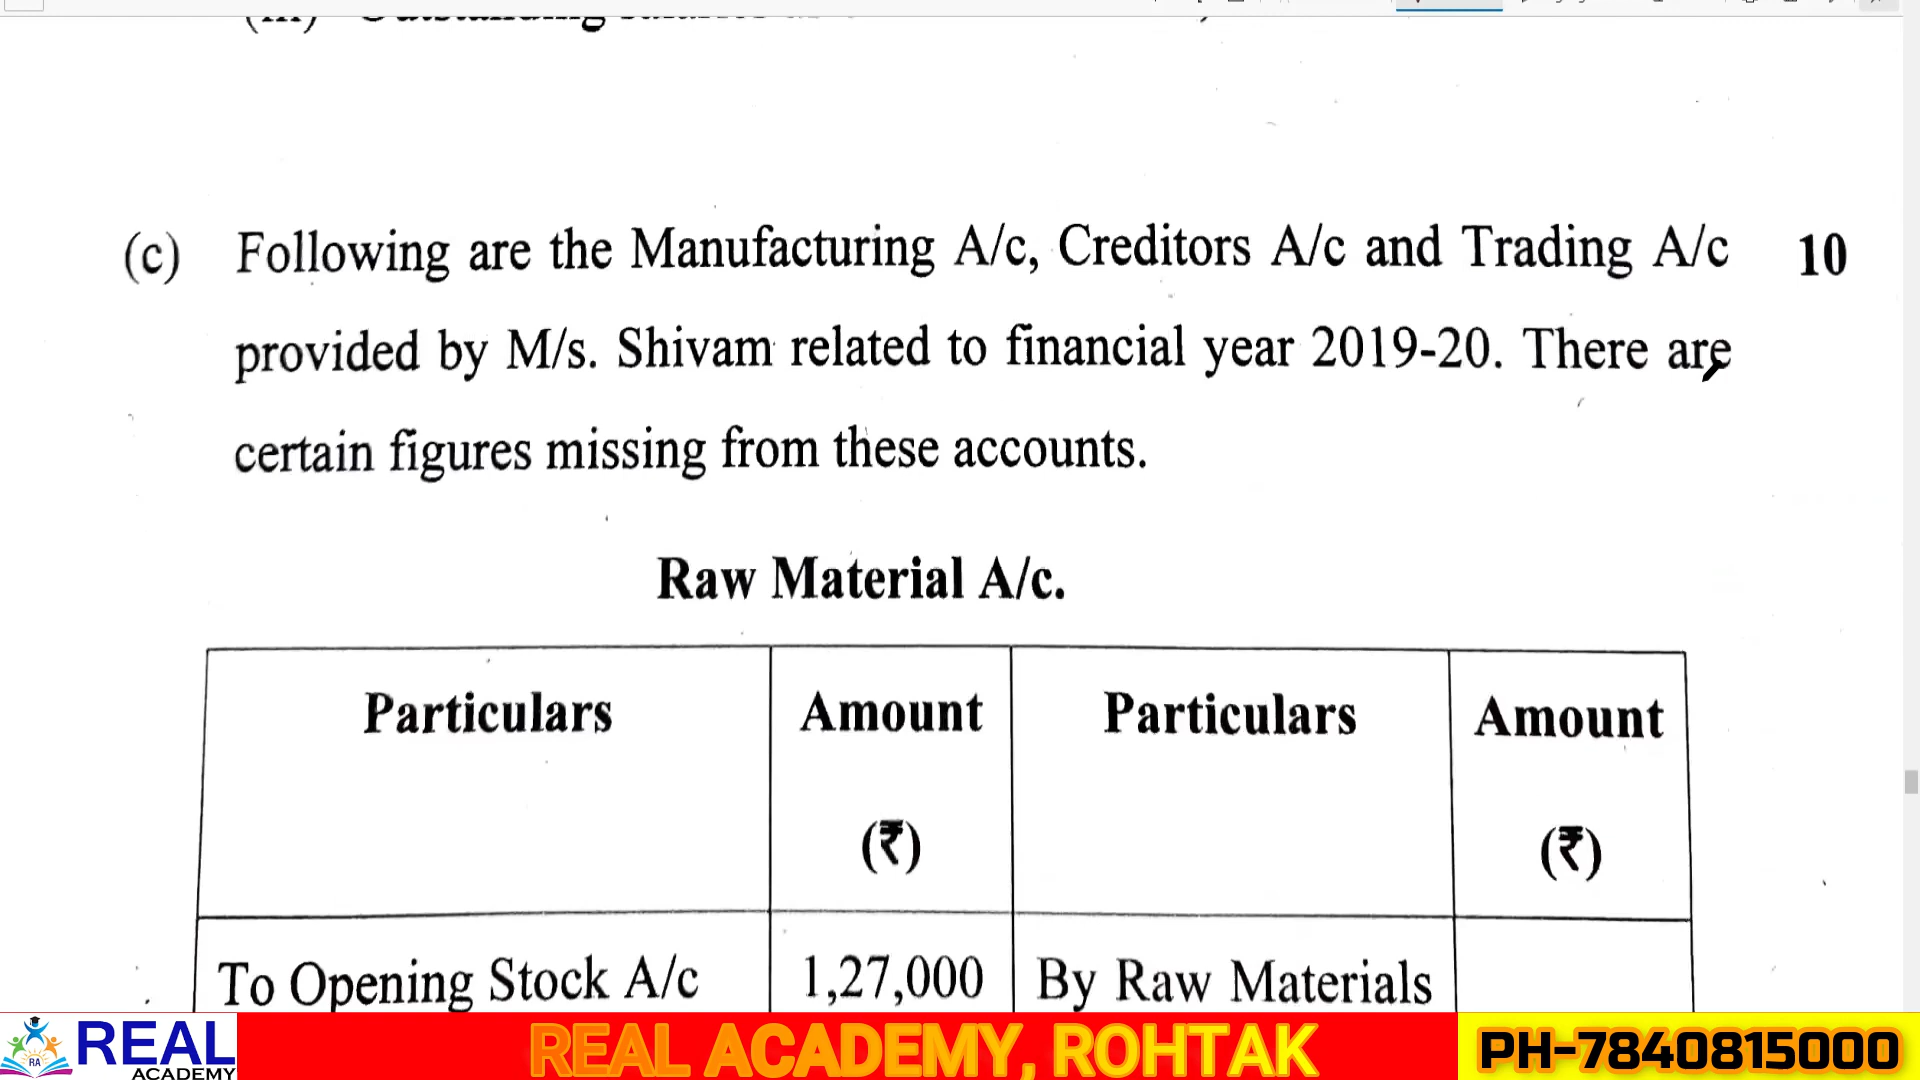 (c) Following are the Manufacturing A/c, Creditors A/c and Trading A/c 10
provided by M/s. Shivam related to financial year 2019-20. There are
certain figures missing from these accounts.
Raw Material A/c.
Particulars Amount Particulars Amount
(₹) (₹)
To Opening Stock A/c 1,27,000 By Raw Materials
RA REAL ACADEMY
REAL ACADEMY, ROHTAK
PH-7840815000